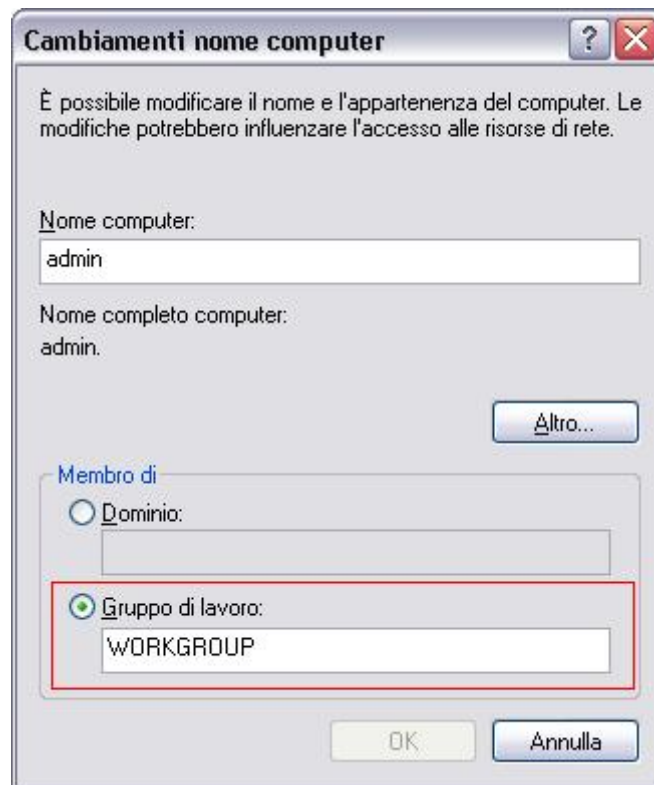 Cambiamenti nome computer
È possibile modificare il nome e l'appartenenza del computer. Le
modifiche potrebbero influenzare l'accesso alle risorse di rete.
Nome computer:
admin
Nome completo computer:
admin.
Altro...
Membro di
Dominio:
Gruppo di lavoro:
WORKGROUP
OK
Annulla